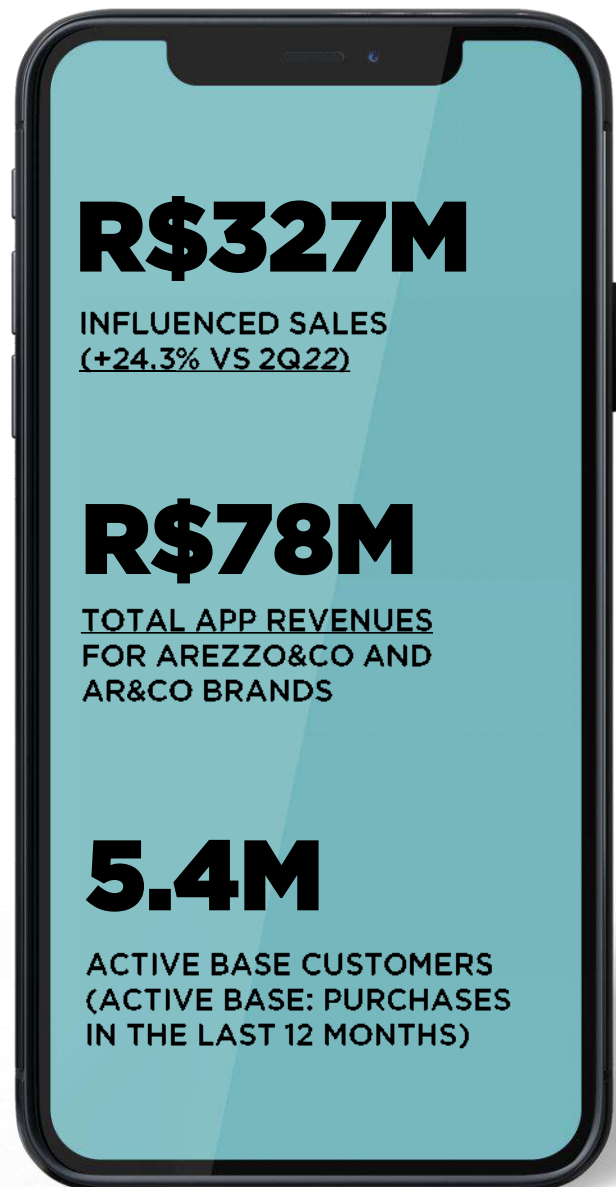 R$327M
INFLUENCED SALES
(+24.3% VS 2Q22)
R$78M
TOTAL APP REVENUES
FOR AREZZO&CO AND
AR&CO BRANDS
5.4M
ACTIVE BASE CUSTOMERS
(ACTIVE BASE: PURCHASES
IN THE LAST 12 MONTHS)